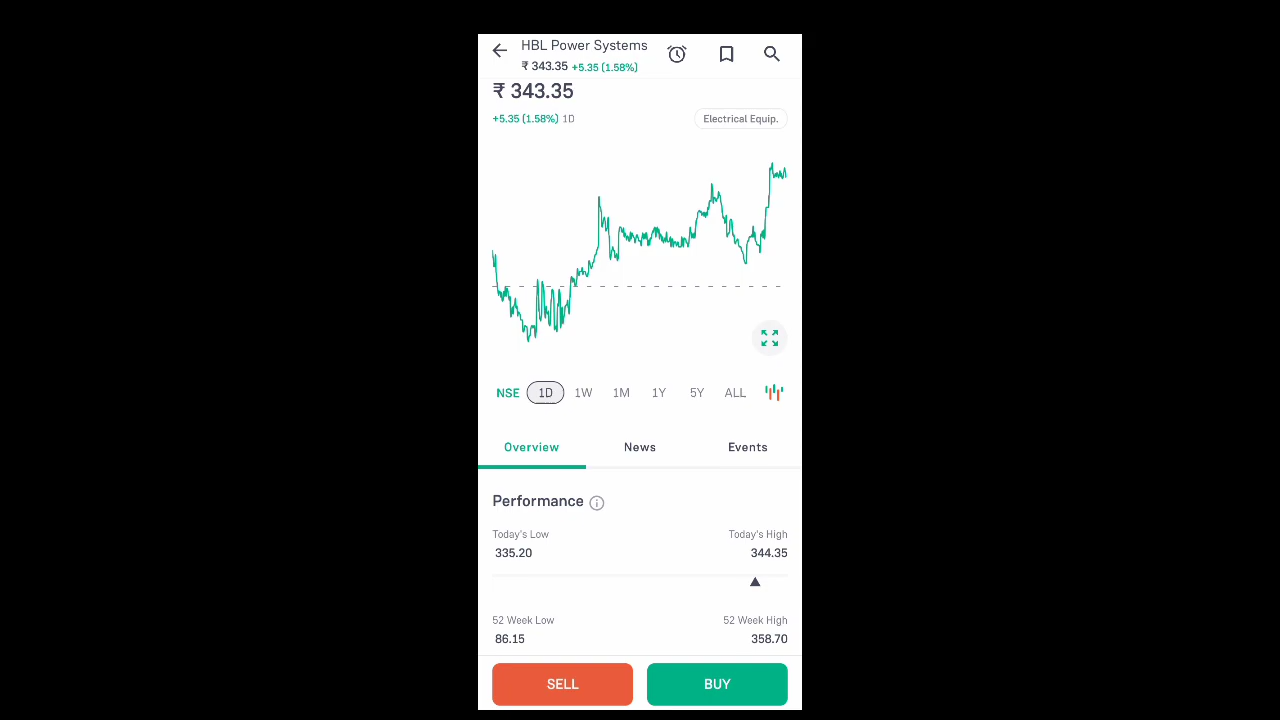 HBL Power Systems
₹ 343.35 +5.35 (1.58%)
₹ 343.35
+5.35 (1.58%) 1D
Electrical Equip.
NSE 1D 1W 1M 1Y 5Y ALL
Overview News Events
Performance
Today's Low Today's High
335.20 344.35
52 Week Low 52 Week High
86.15 358.70
SELL BUY